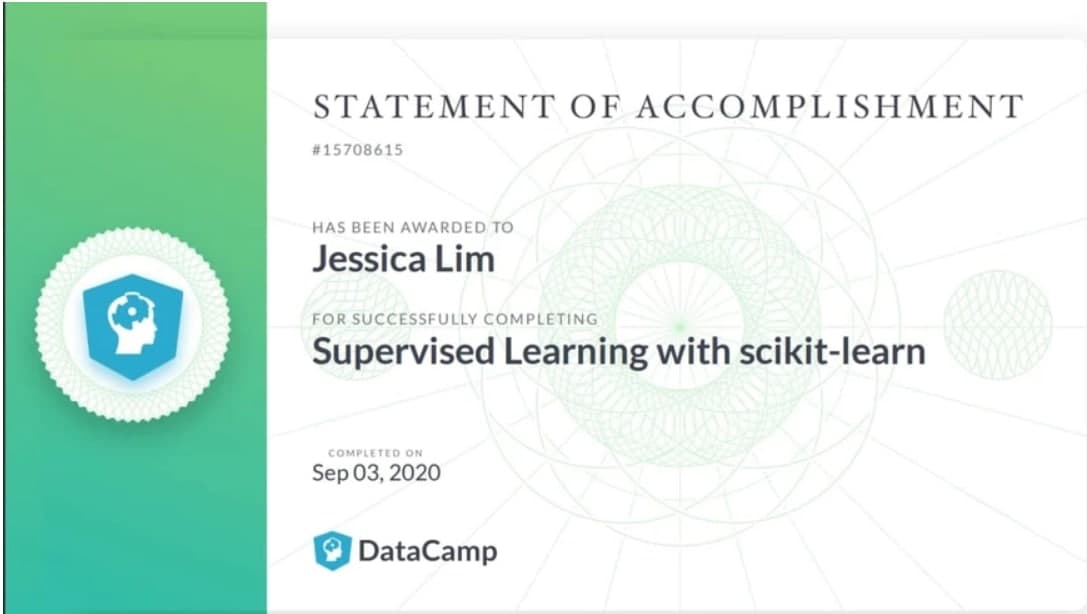 STATEMENT OF ACCOMPLISHMENT
#15708615
HAS BEEN AWARDED TO
Jessica Lim
FOR SUCCESSFULLY COMPLETING
Supervised Learning with scikit-learn
COMPLETED ON
Sep 03, 2020
DataCamp